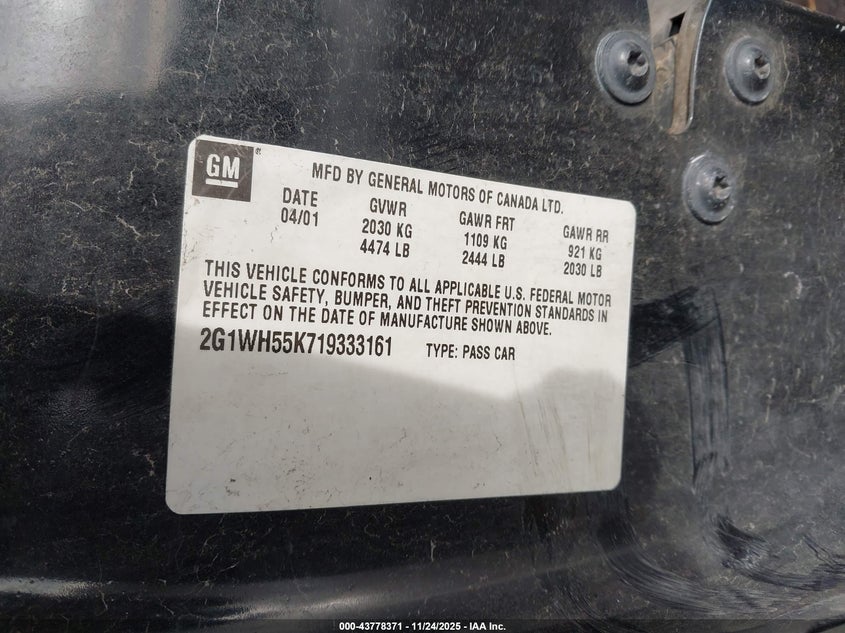 GM
MFD BY GENERAL MOTORS OF CANADA LTD.
DATE GVWR GAWR FRT GAWR RR
04/01 2030 KG 1109 KG 921 KG
4474 LB 2444 LB 2030 LB
THIS VEHICLE CONFORMS TO ALL APPLICABLE U.S. FEDERAL MOTOR
VEHICLE SAFETY, BUMPER, AND THEFT PREVENTION STANDARDS IN
EFFECT ON THE DATE OF MANUFACTURE SHOWN ABOVE.
2G1WH55K719333161 TYPE: PASS CAR
000-43778371 - 11/24/2025 - IAA Inc.